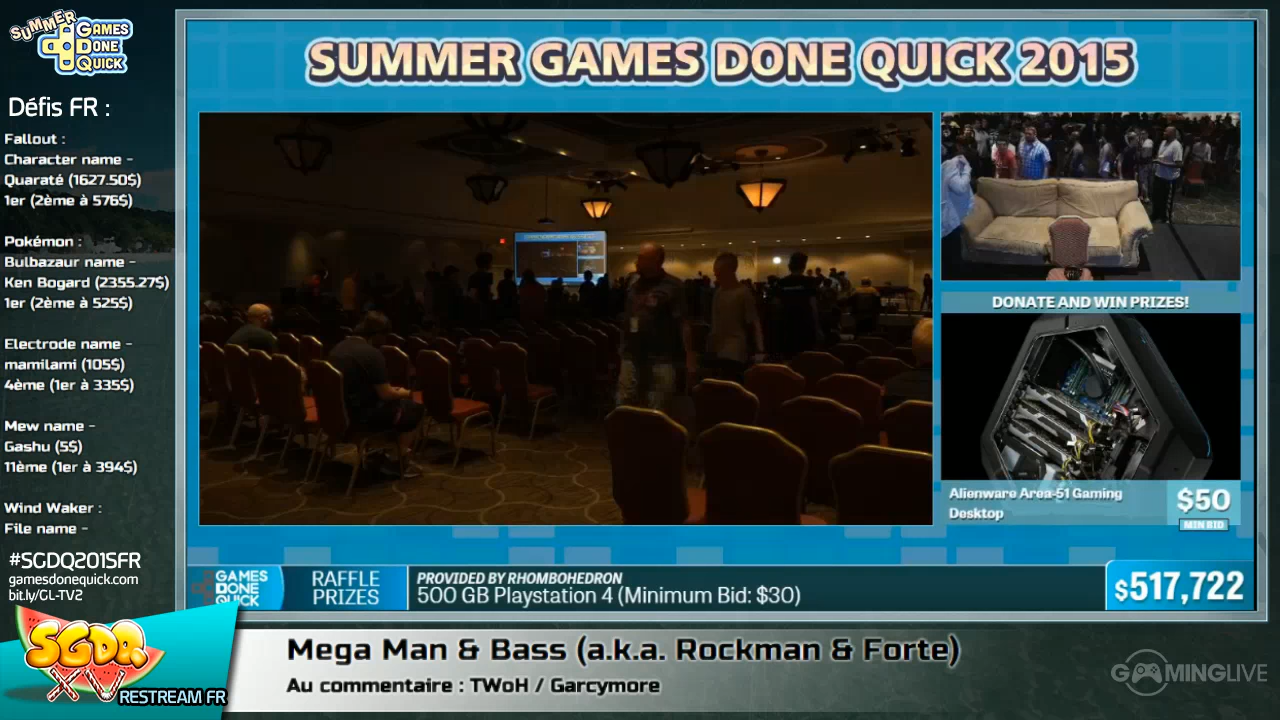 SUMMER
GAMES
DONE
QUICK
Défis FR :
Fallout :
Character name -
Quaraté (1627.50$)
1er (2ème à 576$)
Pokémon :
Bulbazaur name -
Ken Bogard (2355.27$)
1er (2ème à 525$)
Electrode name -
mamilami (105$)
4ème (1er à 335$)
Mew name -
Gashu (5$)
11ème (1er à 394$)
Wind Waker :
File name -
#SGDQ2015FR
gamesdonequick.com
bit.ly/GL-TV2
SGDQ
RESTREAM FR
SUMMER GAMES DONE QUICK 2015
DONATE AND WIN PRIZES!
Alienware Area-51 Gaming
Desktop
$50
MIN BID
GAMES
DONE
QUICK
RAFFLE
PRIZES
PROVIDED BY RHOMBOHEDRON
500 GB Playstation 4 (Minimum Bid: $30)
$517,722
Mega Man & Bass (a.k.a. Rockman & Forte)
Au commentaire : TWoH / Garcymore
GAMINGLIVE